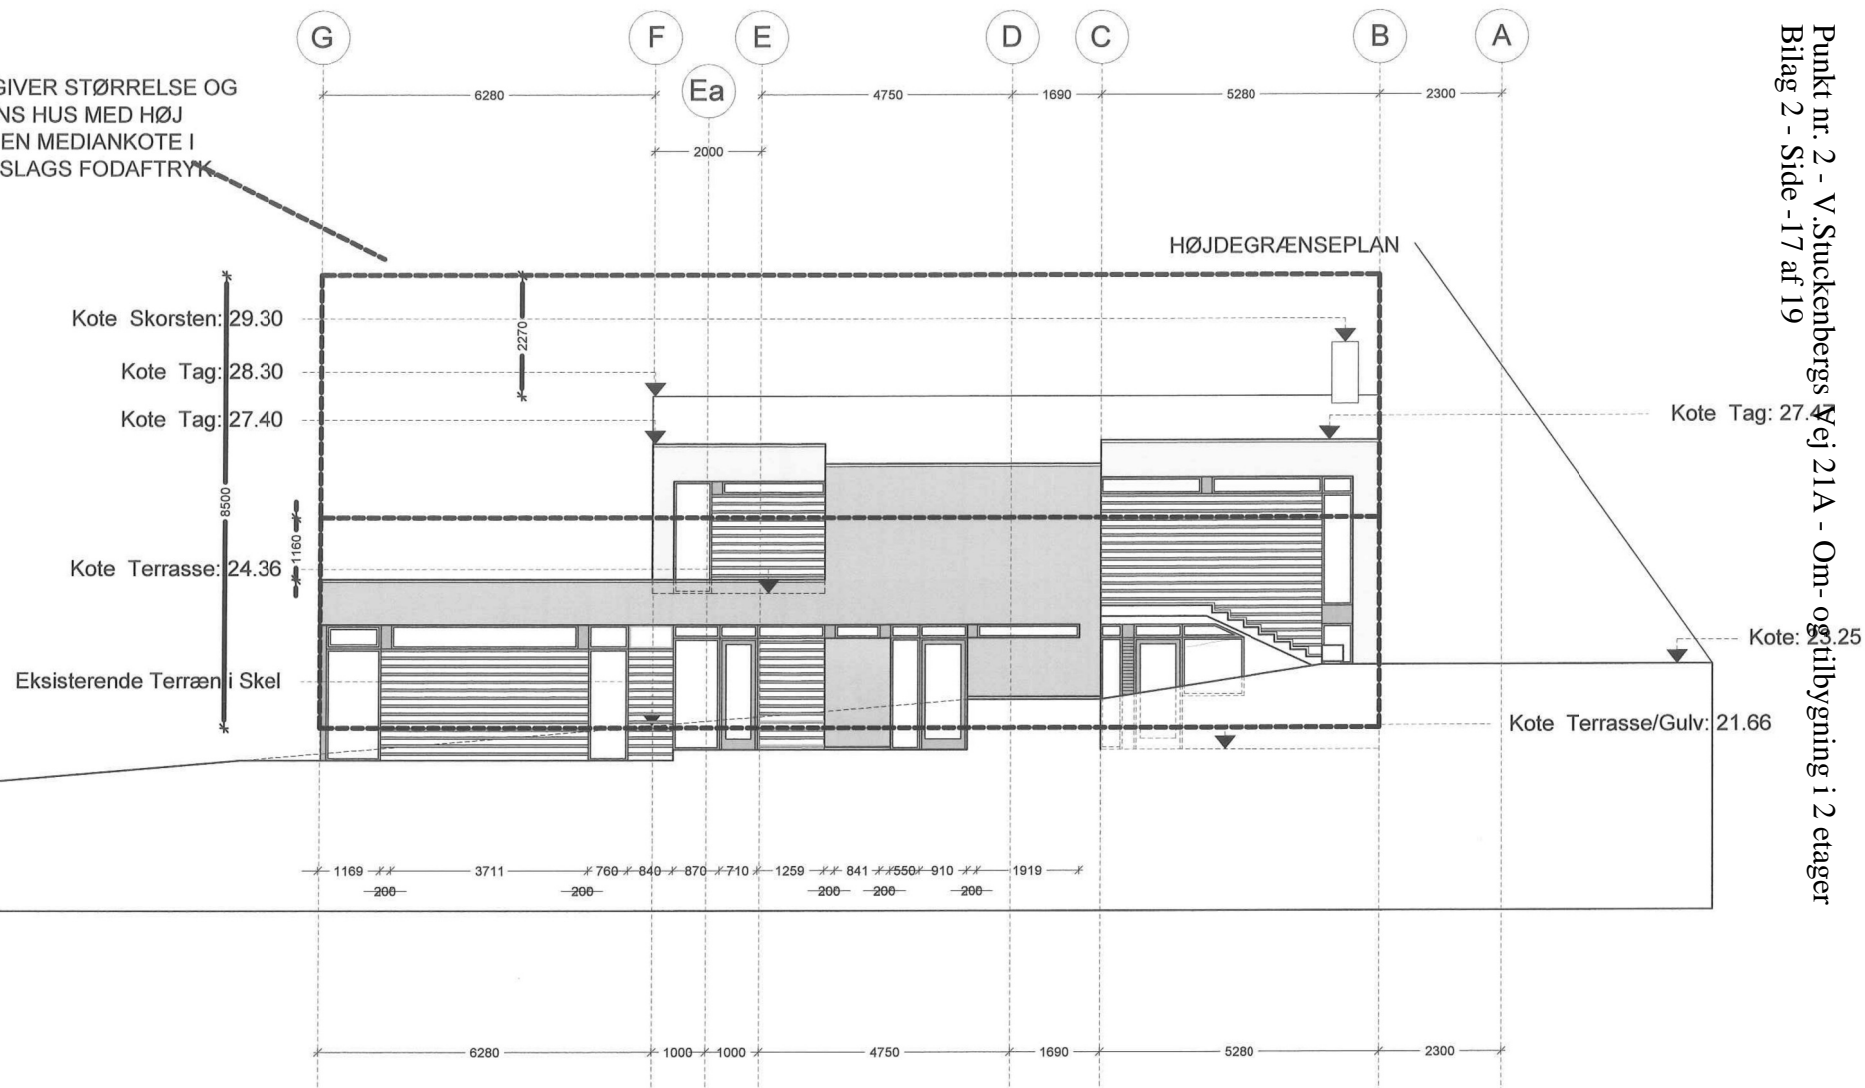 G
F
E
D
C
B
A
Ea
GIVER STØRRELSE OG
NS HUS MED HØJ
EN MEDIANKOTE I
SLAGS FODAFTRYK.
6280
4750
1690
5280
2300
2000
HØJDEGRÆNSEPLAN
Kote Skorsten: 29.30
2270
Kote Tag: 28.30
Kote Tag: 27.40
Kote Tag: 27.47
8500
1160
Kote Terrasse: 24.36
Kote: 23.25
Eksisterende Terræn i Skel
Kote Terrasse/Gulv: 21.66
1169
3711
760
840
870
710
1259
841
550
910
1919
200
200
200
200
200
6280
1000
1000
4750
1690
5280
2300
Punkt nr. 2 - V.Stuckenbergs Vej 21A - Om- og tilbygning i 2 etager
Bilag 2 - Side -17 af 19